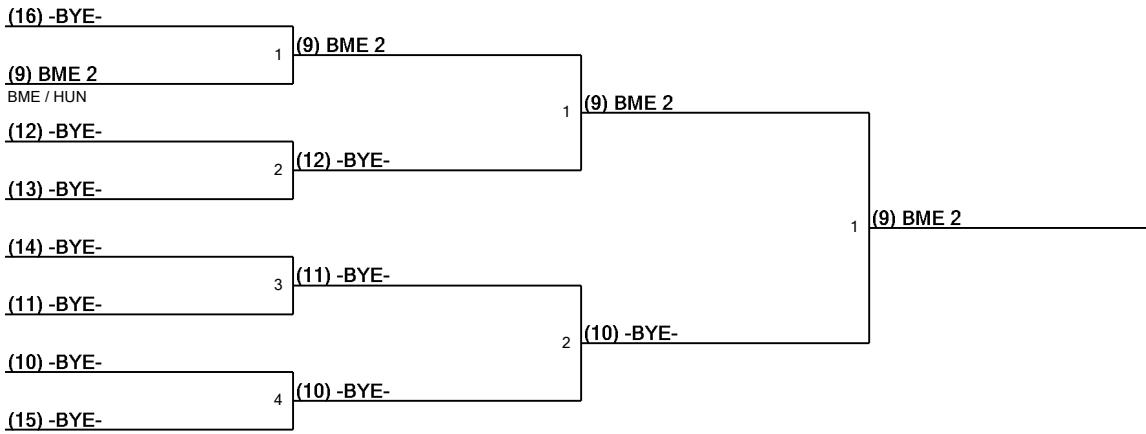 (16) -BYE-
1
(9) BME 2
(9) BME 2
BME / HUN
1
(9) BME 2
(12) -BYE-
2
(12) -BYE-
(13) -BYE-
1
(9) BME 2
(14) -BYE-
3
(11) -BYE-
(11) -BYE-
2
(10) -BYE-
(10) -BYE-
4
(10) -BYE-
(15) -BYE-